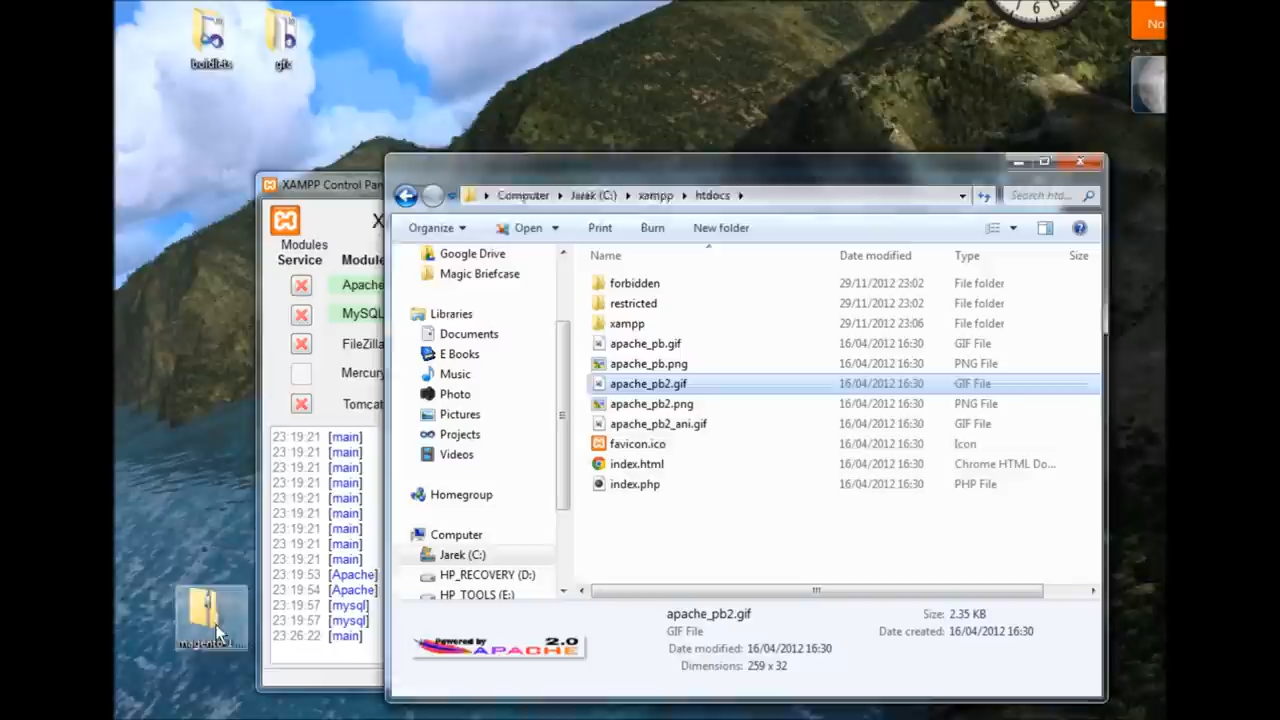 boidlets
gfc
6
No
XAMPP Control Pan
X
Modules
Service
Module
Apache
MySQL
FileZilla
Mercury
Tomcat
23:19:21 [main]
23:19:21 [main]
23:19:21 [main]
23:19:21 [main]
23:19:21 [main]
23:19:21 [main]
23:19:21 [main]
23:19:21 [main]
23:19:21 [main]
23:19:53 [Apache]
23:19:54 [Apache]
23:19:57 [mysql]
23:19:57 [mysql]
23:26:22 [main]
magento-1....
Computer Jarek (C:) xampp htdocs
Search htd...
Organize Open Print Burn New folder
Google Drive
Magic Briefcase
Libraries
Documents
E Books
Music
Photo
Pictures
Projects
Videos
Homegroup
Computer
Jarek (C:)
HP_RECOVERY (D:)
HP_TOOLS (E:)
Name Date modified Type Size
forbidden 29/11/2012 23:02 File folder
restricted 29/11/2012 23:02 File folder
xampp 29/11/2012 23:06 File folder
apache_pb.gif 16/04/2012 16:30 GIF File
apache_pb.png 16/04/2012 16:30 PNG File
apache_pb2.gif 16/04/2012 16:30 GIF File
apache_pb2.png 16/04/2012 16:30 PNG File
apache_pb2_ani.gif 16/04/2012 16:30 GIF File
favicon.ico 16/04/2012 16:30 Icon
index.html 16/04/2012 16:30 Chrome HTML Do...
index.php 16/04/2012 16:30 PHP File
Powered by APACHE 2.0
apache_pb2.gif
GIF File
Date modified: 16/04/2012 16:30
Dimensions: 259 x 32
Size: 2.35 KB
Date created: 16/04/2012 16:30